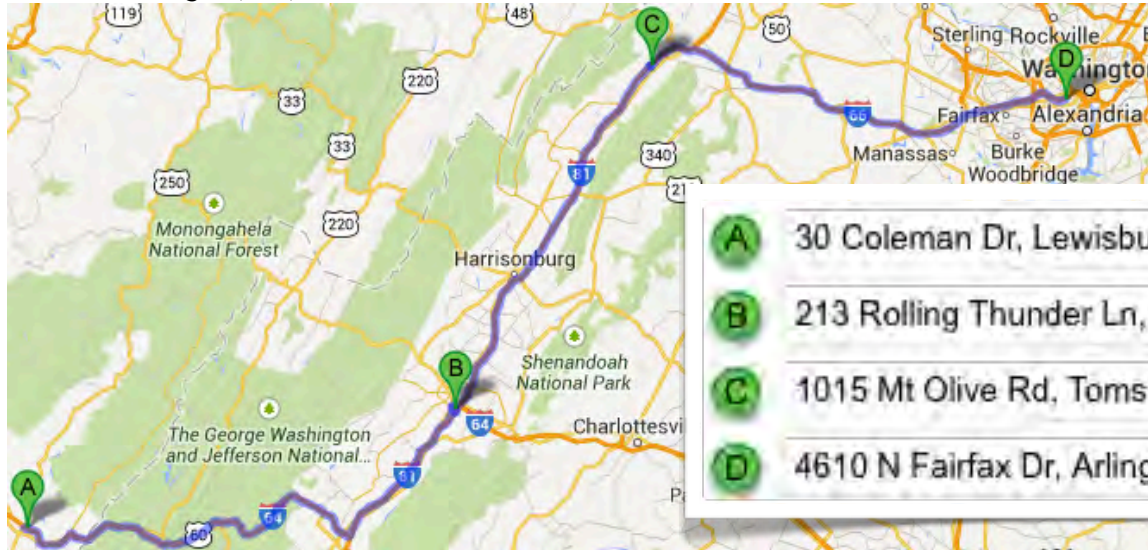 119
48
C
50
Sterling Rockville
D
220
33
66
Fairfax
Alexandria
33
340
Manassas
Burke
81
Woodbridge
250
Monongahela
National Forest
220
Harrisonburg
Shenandoah
National Park
B
64
The George Washington
and Jefferson National...
81
A
64
60
A 30 Coleman Dr, Lewisbu
B 213 Rolling Thunder Ln,
C 1015 Mt Olive Rd, Toms
D 4610 N Fairfax Dr, Arling